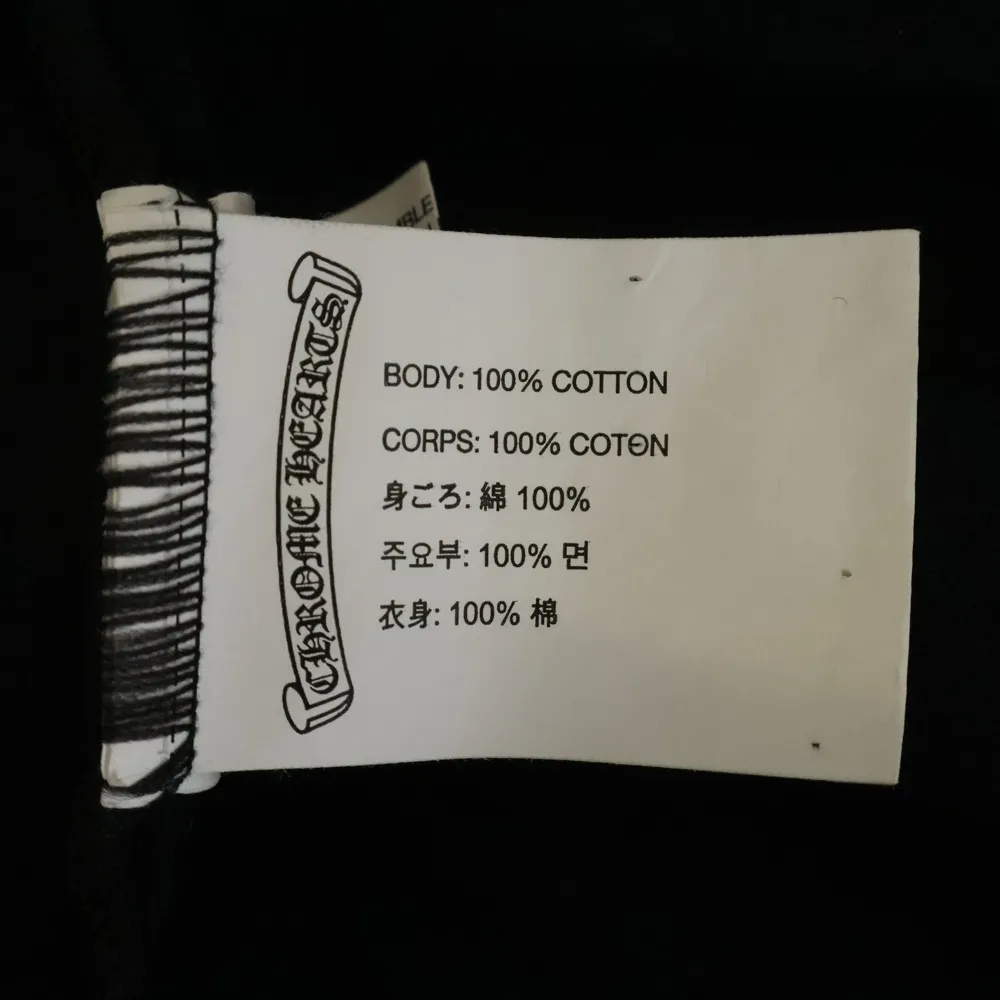 CHROME HEARTS
BODY: 100% COTTON
CORPS: 100% COTON
身ごろ: 綿 100%
주요부: 100% 면
衣身: 100% 棉